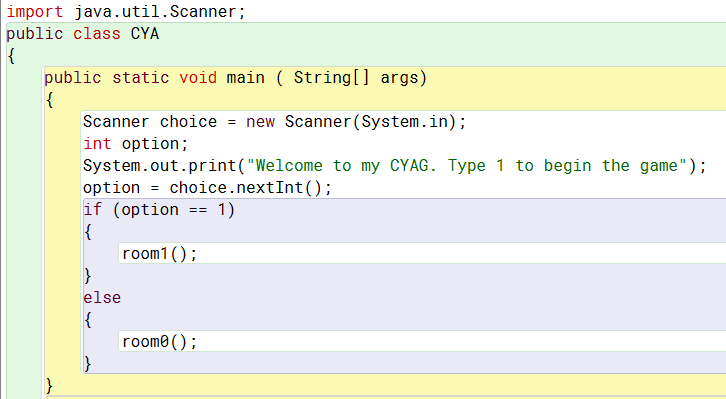 import java.util.Scanner;
public class CYA
{
public static void main ( String[] args)
{
Scanner choice = new Scanner(System.in);
int option;
System.out.print("Welcome to my CYAG. Type 1 to begin the game");
option = choice.nextInt();
if (option == 1)
{
room1();
}
else
{
room0();
}
}